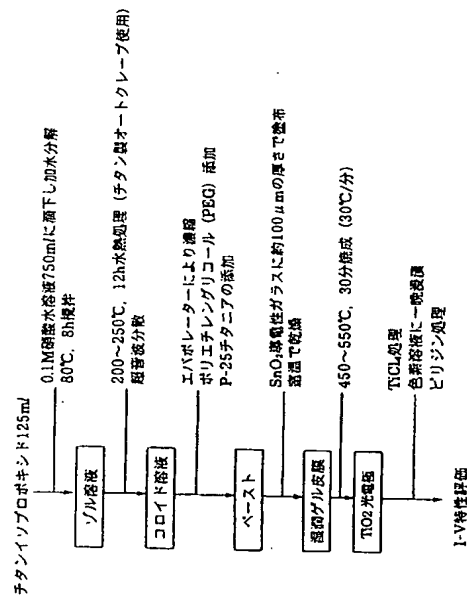 チタンイソプロポキシド125ml
0.1M硝酸水溶液750mlに滴下し加水分解
80℃, 8h撹拌
ゾル溶液
200～250℃, 12h水熱処理（チタン製オートクレーブ使用）
超音波分散
コロイド溶液
エバポレーターにより濃縮
ポリエチレングリコール（PEG）添加
P-25チタニアの添加
ペースト
SnO₂導電性ガラスに約100μmの厚さで塗布
室温で乾燥
湿潤ゲル皮膜
450～550℃, 30分焼成（30℃/分）
TiO2光電極
TiCl₄処理
色素溶液に一晩浸漬
ピリジン処理
I-V特性評価